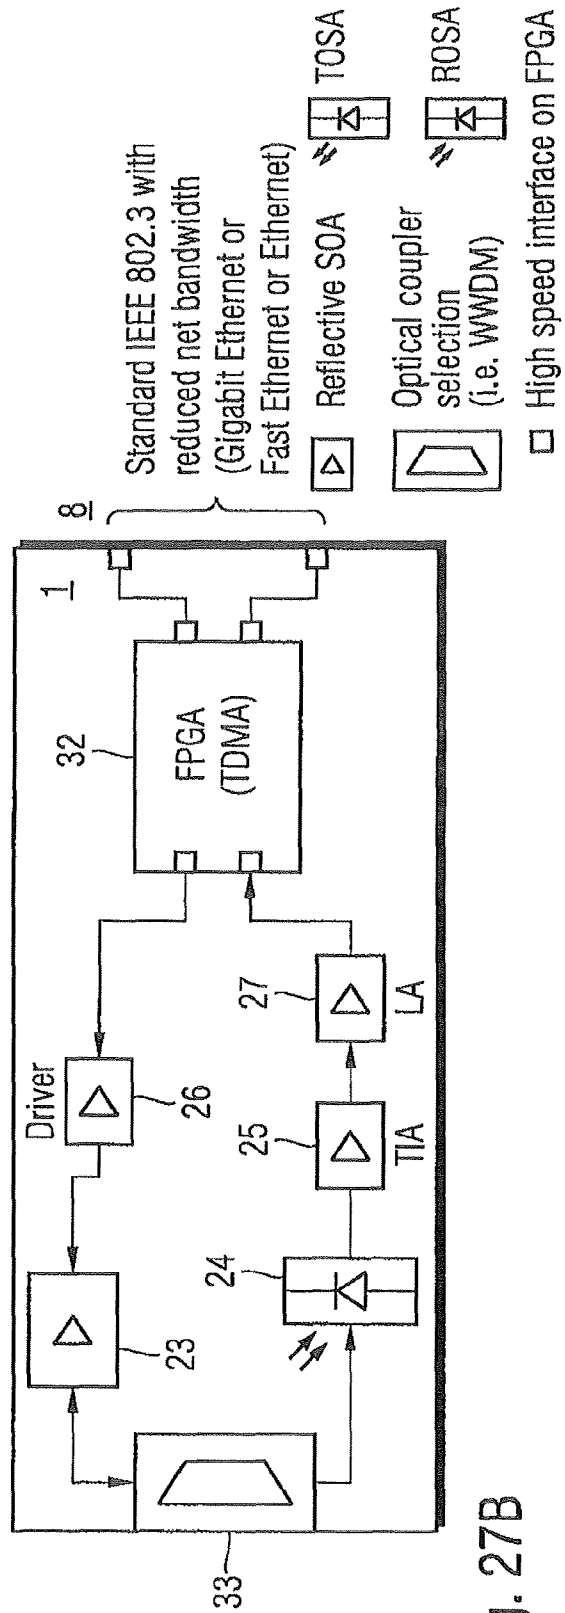 33
23
Driver
26
24
25
TIA
27
LA
32
FPGA
(TDMA)
1
8
Standard IEEE 802.3 with
reduced net bandwidth
(Gigabit Ethernet or
Fast Ethernet or Ethernet)
Reflective SOA
TOSA
Optical coupler
selection
(i.e. WWDM)
ROSA
High speed interface on FPGA
27B